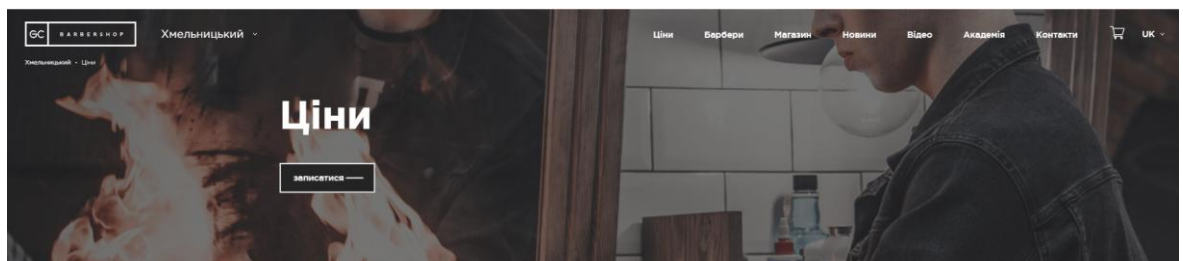 GC BARBERSHOP Хмельницький Ціни Барбери Магазин Новини Відео Академія Контакти UK
Хмельницький - Ціни
Ціни
записатися